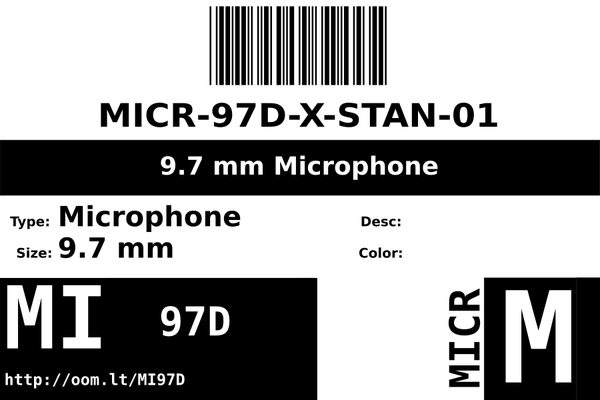 MICR-97D-X-STAN-01
9.7 mm Microphone
Type: Microphone
Desc:
Size: 9.7 mm
Color:
MI 97D
MICR
M
http://oom.lt/MI97D